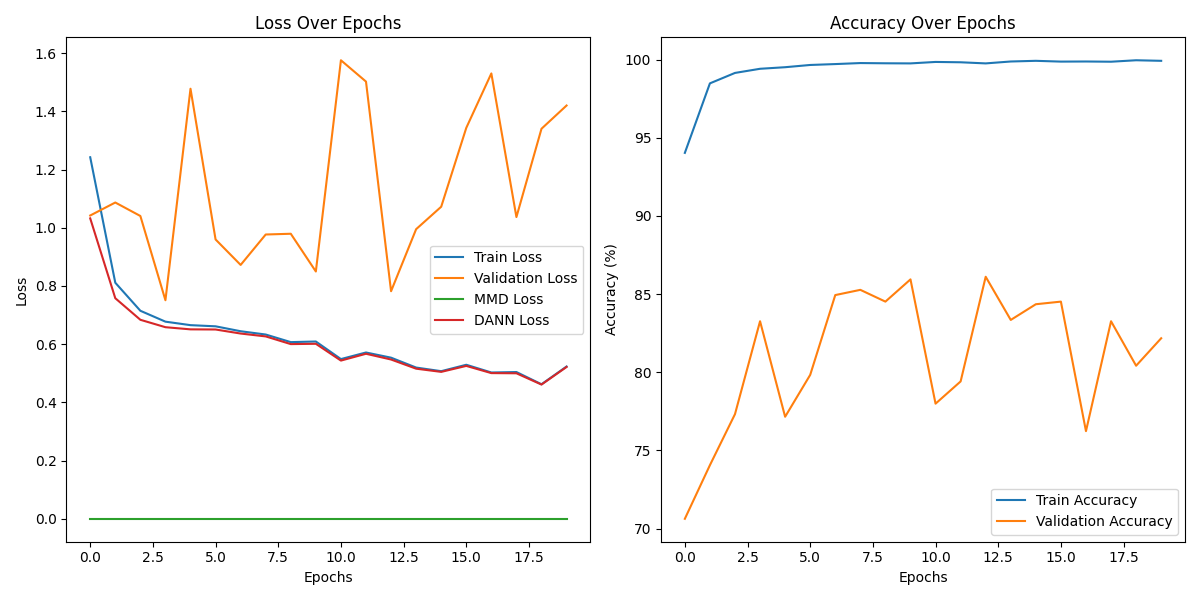 Loss Over Epochs
Loss
1.6
1.4
1.2
1.0
0.8
0.6
0.4
0.2
0.0
Train Loss
Validation Loss
MMD Loss
DANN Loss
0.0 2.5 5.0 7.5 10.0 12.5 15.0 17.5
Epochs
Accuracy Over Epochs
Accuracy (%)
100
95
90
85
80
75
70
Train Accuracy
Validation Accuracy
0.0 2.5 5.0 7.5 10.0 12.5 15.0 17.5
Epochs